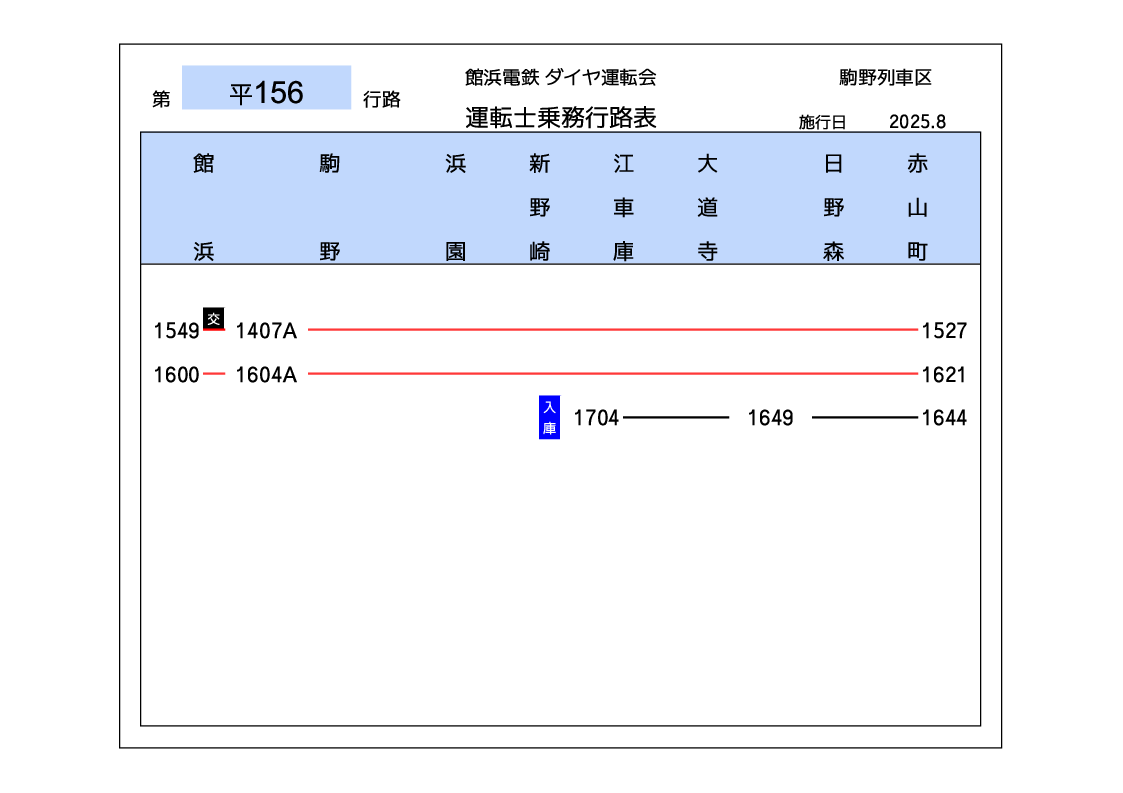 館浜電鉄 ダイヤ運転会 駒野列車区
第 平156 行路
運転士乗務行路表 施行日 2025.8
館浜 駒野 浜園 新野崎 江車庫 大道寺 日野森 赤山町
交
1549 1407A 1527
1600 1604A 1621
入庫 1704 1649 1644